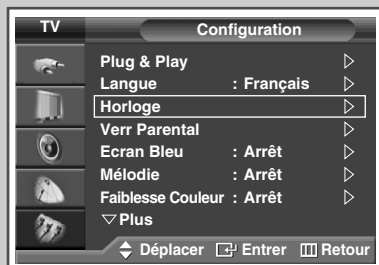 TV Configuration
Plug & Play
Langue : Français
Horloge
Verr Parental
Ecran Bleu : Arrêt
Mélodie : Arrêt
Faiblesse Couleur : Arrêt
Plus
Déplacer Entrer Retour